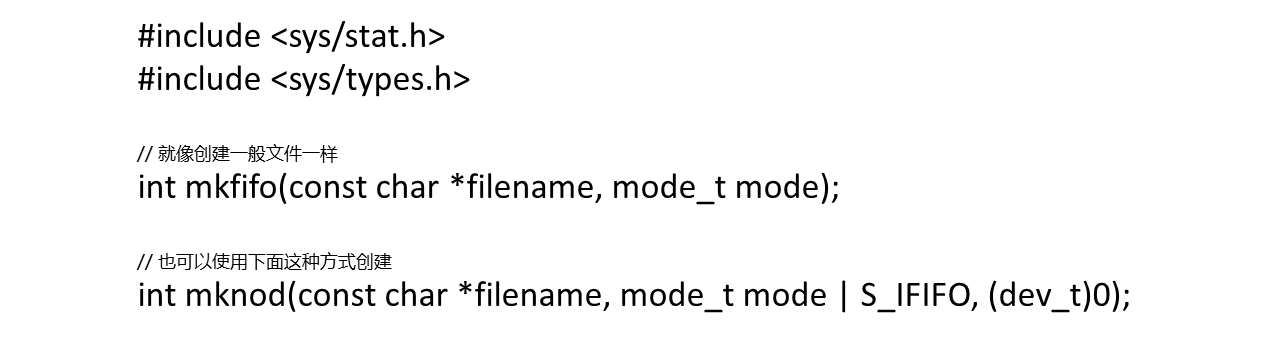 #include <sys/stat.h>
#include <sys/types.h>
// 就像创建一般文件一样
int mkfifo(const char *filename, mode_t mode);
// 也可以使用下面这种方式创建
int mknod(const char *filename, mode_t mode | S_IFIFO, (dev_t)0);